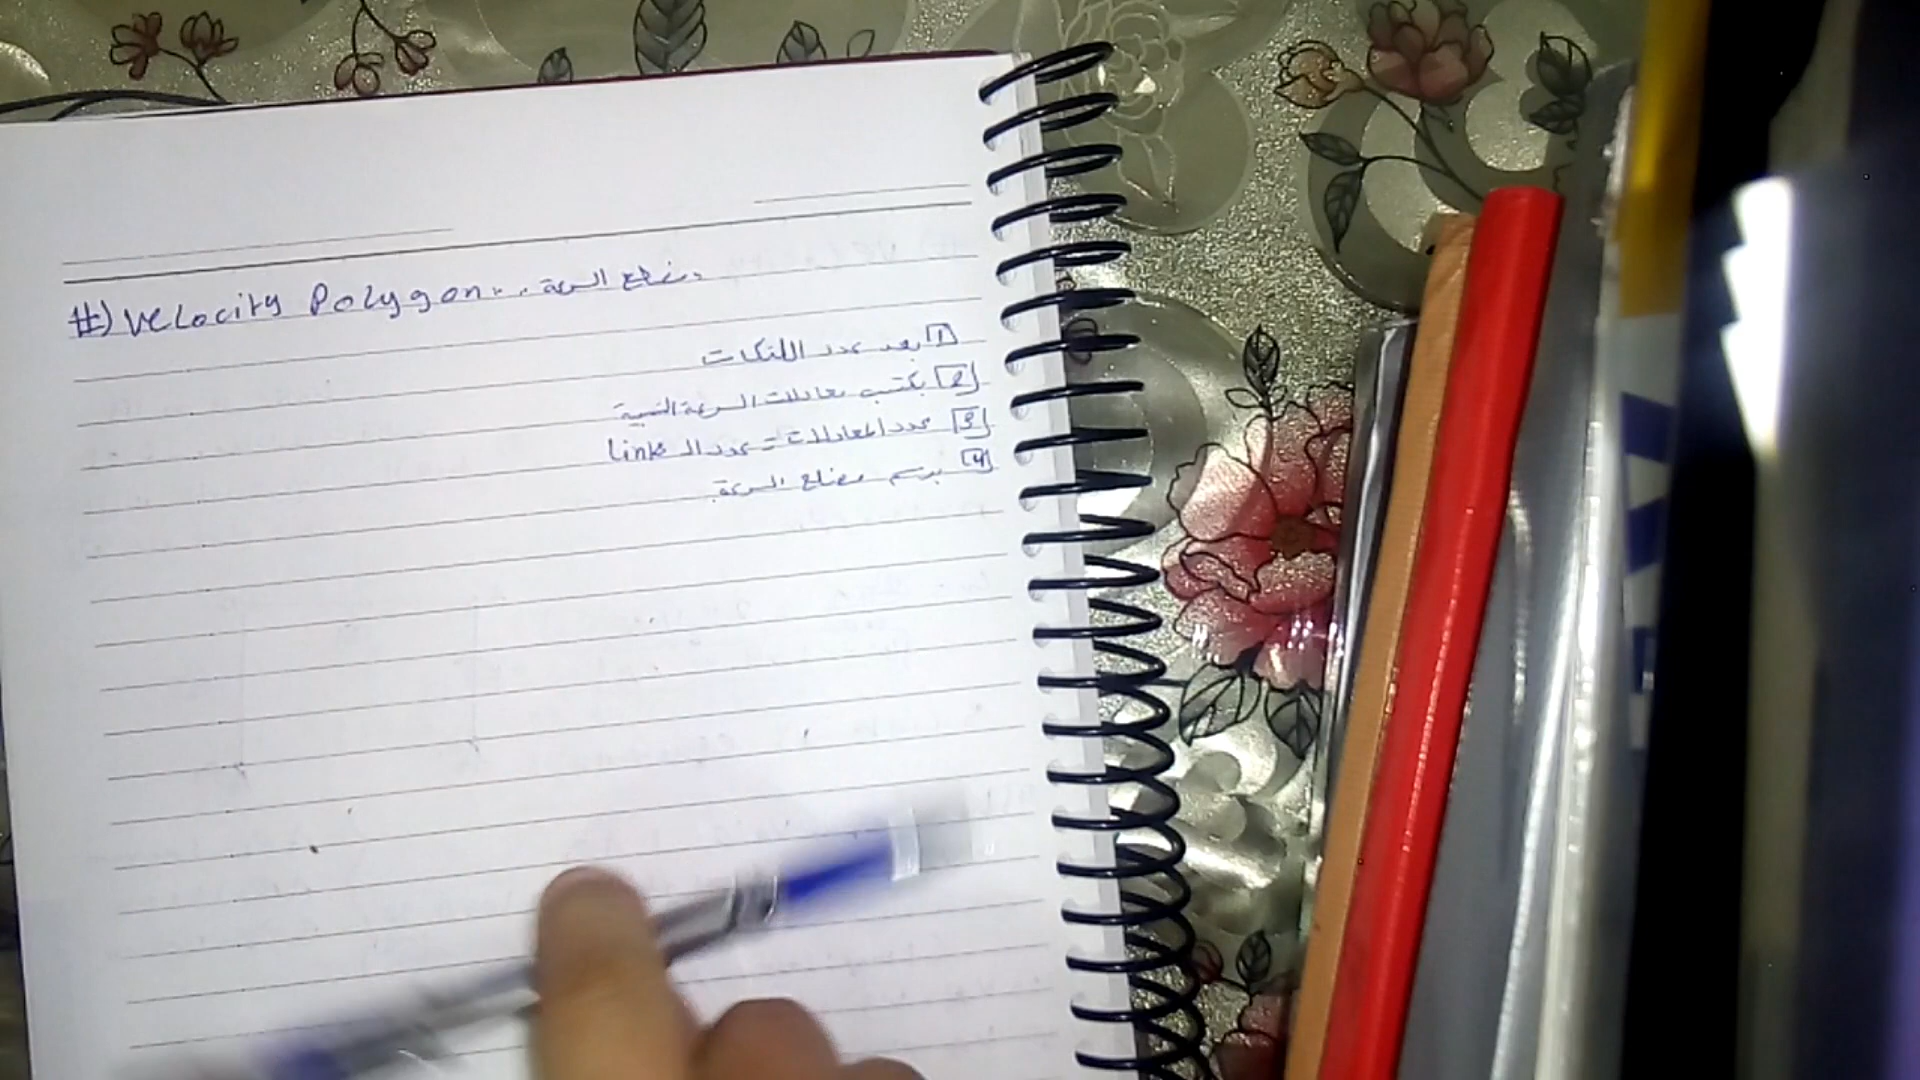 #) Velocity Polygon... مضلع السرعة
[1] بعد عدد اللنكات
[2] بكتب معادلات السرعة النسبية
[3] عدد المعادلات = عدد الـ Link
[4] برسم مضلع السرعة